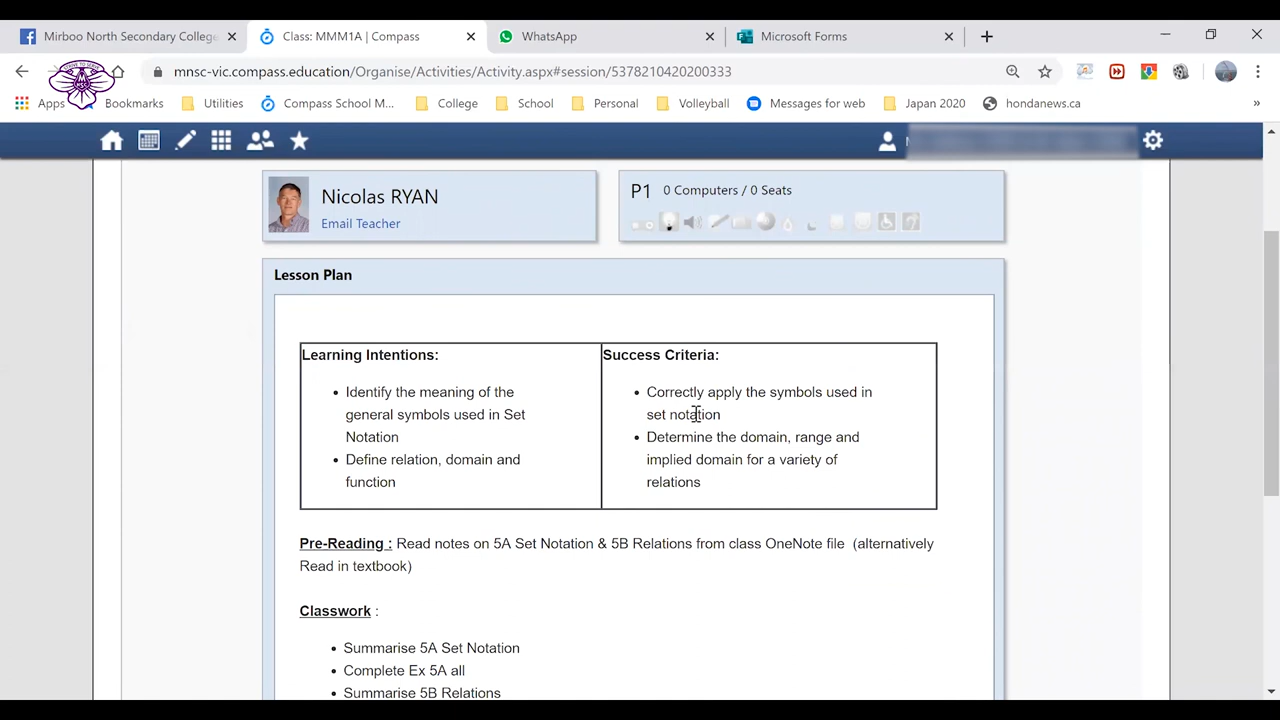 Mirboo North Secondary College
Class: MMM1A | Compass
WhatsApp
Microsoft Forms
mnsc-vic.compass.education/Organise/Activities/Activity.aspx#session/5378210420200333
Apps
Bookmarks
Utilities
Compass School M...
College
School
Personal
Volleyball
Messages for web
Japan 2020
hondanews.ca
»
Nicolas RYAN
Email Teacher
P1 0 Computers / 0 Seats
Lesson Plan
Learning Intentions:
Identify the meaning of the
general symbols used in Set
Notation
Define relation, domain and
function
Success Criteria:
Correctly apply the symbols used in
set notation
Determine the domain, range and
implied domain for a variety of
relations
Pre-Reading : Read notes on 5A Set Notation & 5B Relations from class OneNote file (alternatively
Read in textbook)
Classwork :
Summarise 5A Set Notation
Complete Ex 5A all
Summarise 5B Relations